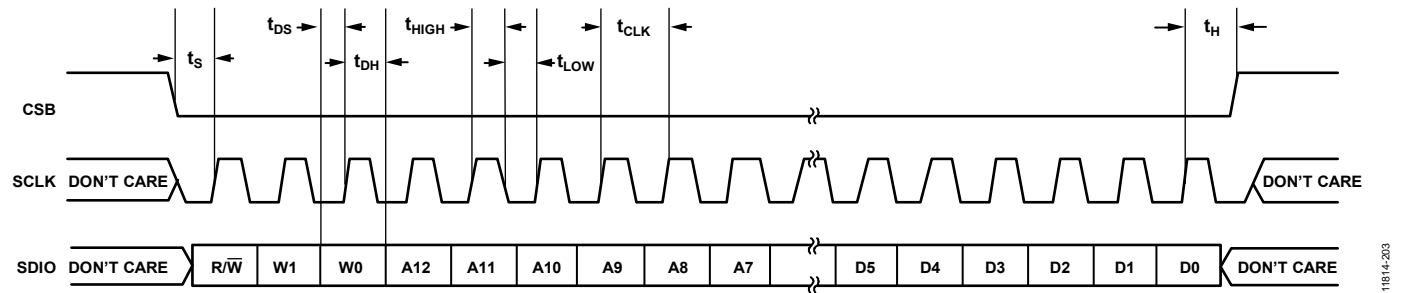 tDS
tHIGH
tCLK
tH
tS
tDH
tLOW
CSB
SCLK DON'T CARE DON'T CARE
SDIO DON'T CARE R/W̅ W1 W0 A12 A11 A10 A9 A8 A7 D5 D4 D3 D2 D1 D0 DON'T CARE
11814-203